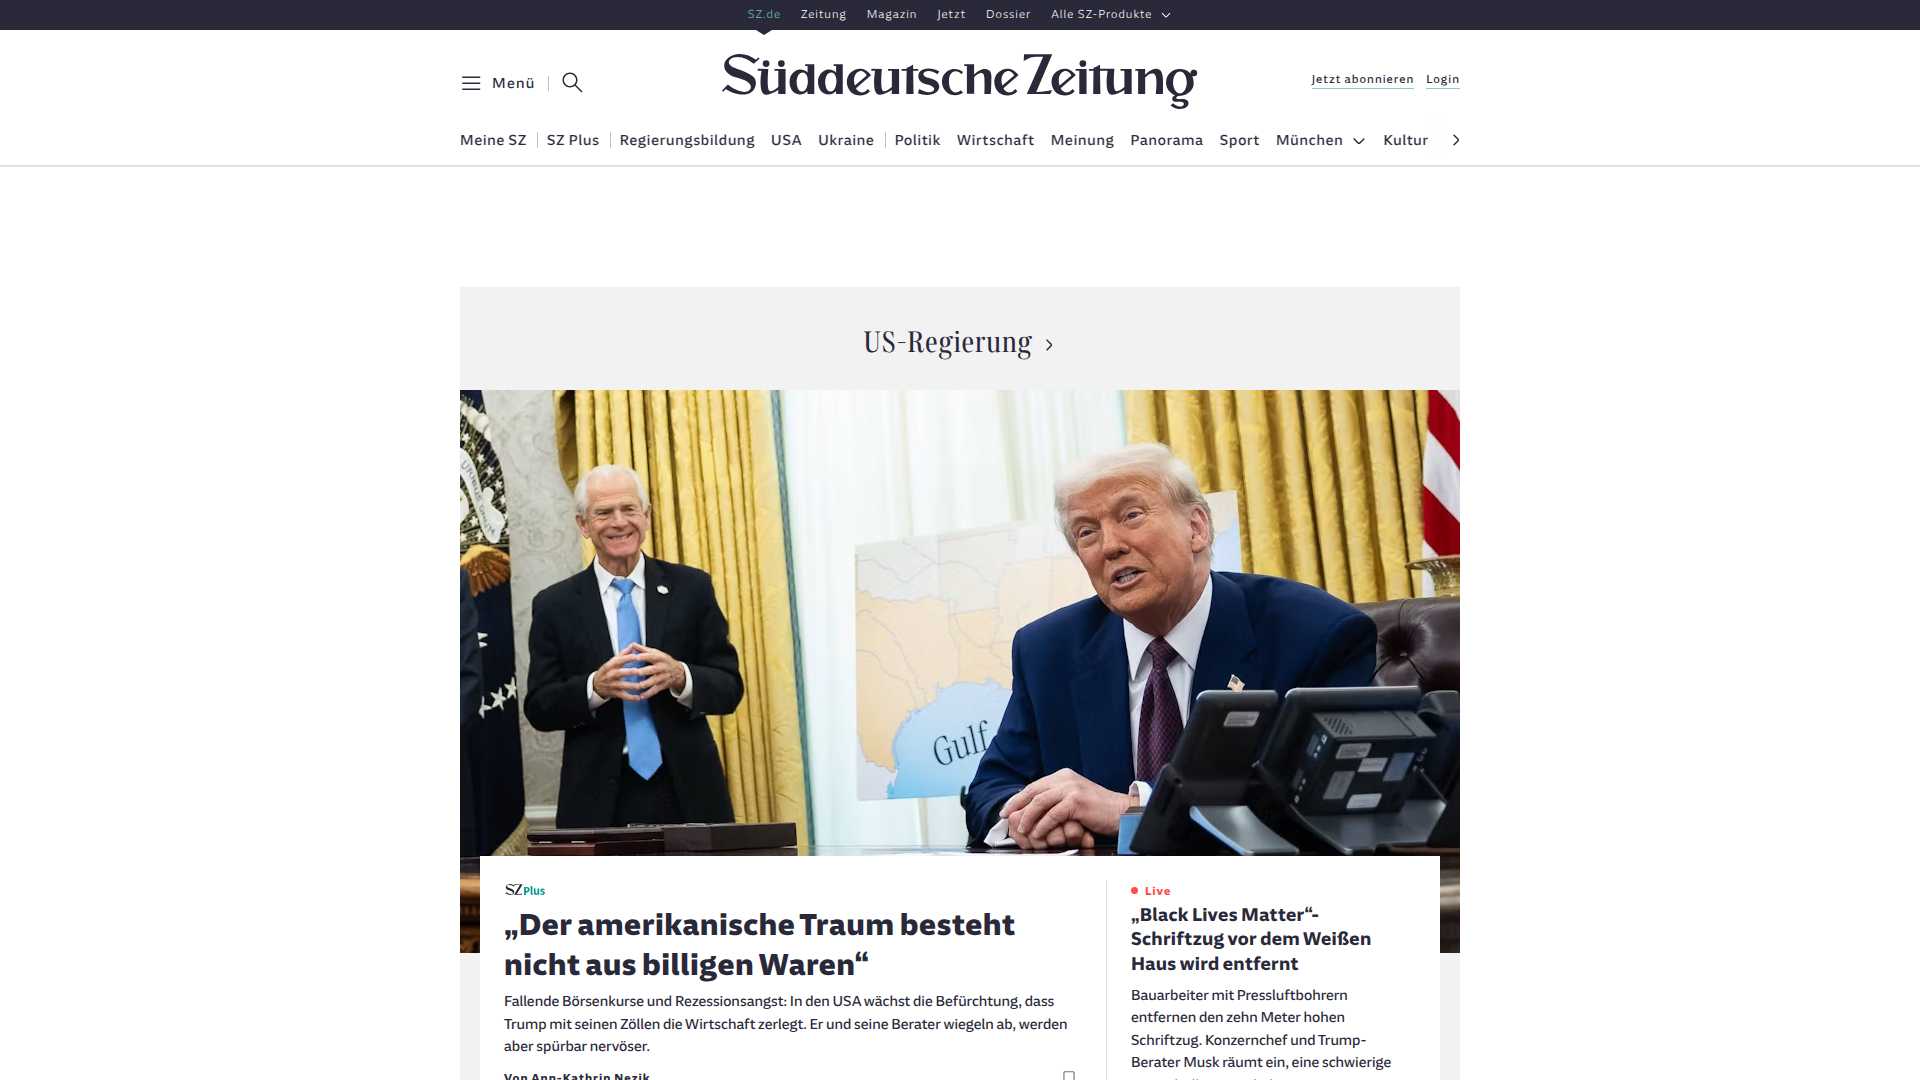 SZ.de Zeitung Magazin Jetzt Dossier Alle SZ-Produkte
Menü
Süddeutsche Zeitung
Jetzt abonnieren Login
Meine SZ SZ Plus Regierungsbildung USA Ukraine Politik Wirtschaft Meinung Panorama Sport München Kultur
US-Regierung
Gulf
SZ Plus
„Der amerikanische Traum besteht
nicht aus billigen Waren“
Fallende Börsenkurse und Rezessionsangst: In den USA wächst die Befürchtung, dass
Trump mit seinen Zöllen die Wirtschaft zerlegt. Er und seine Berater wiegeln ab, werden
aber spürbar nervöser.
Von Ann-Kathrin Nezik
Live
„Black Lives Matter“-
Schriftzug vor dem Weißen
Haus wird entfernt
Bauarbeiter mit Pressluftbohrern
entfernen den zehn Meter hohen
Schriftzug. Konzernchef und Trump-
Berater Musk räumt ein, eine schwierige